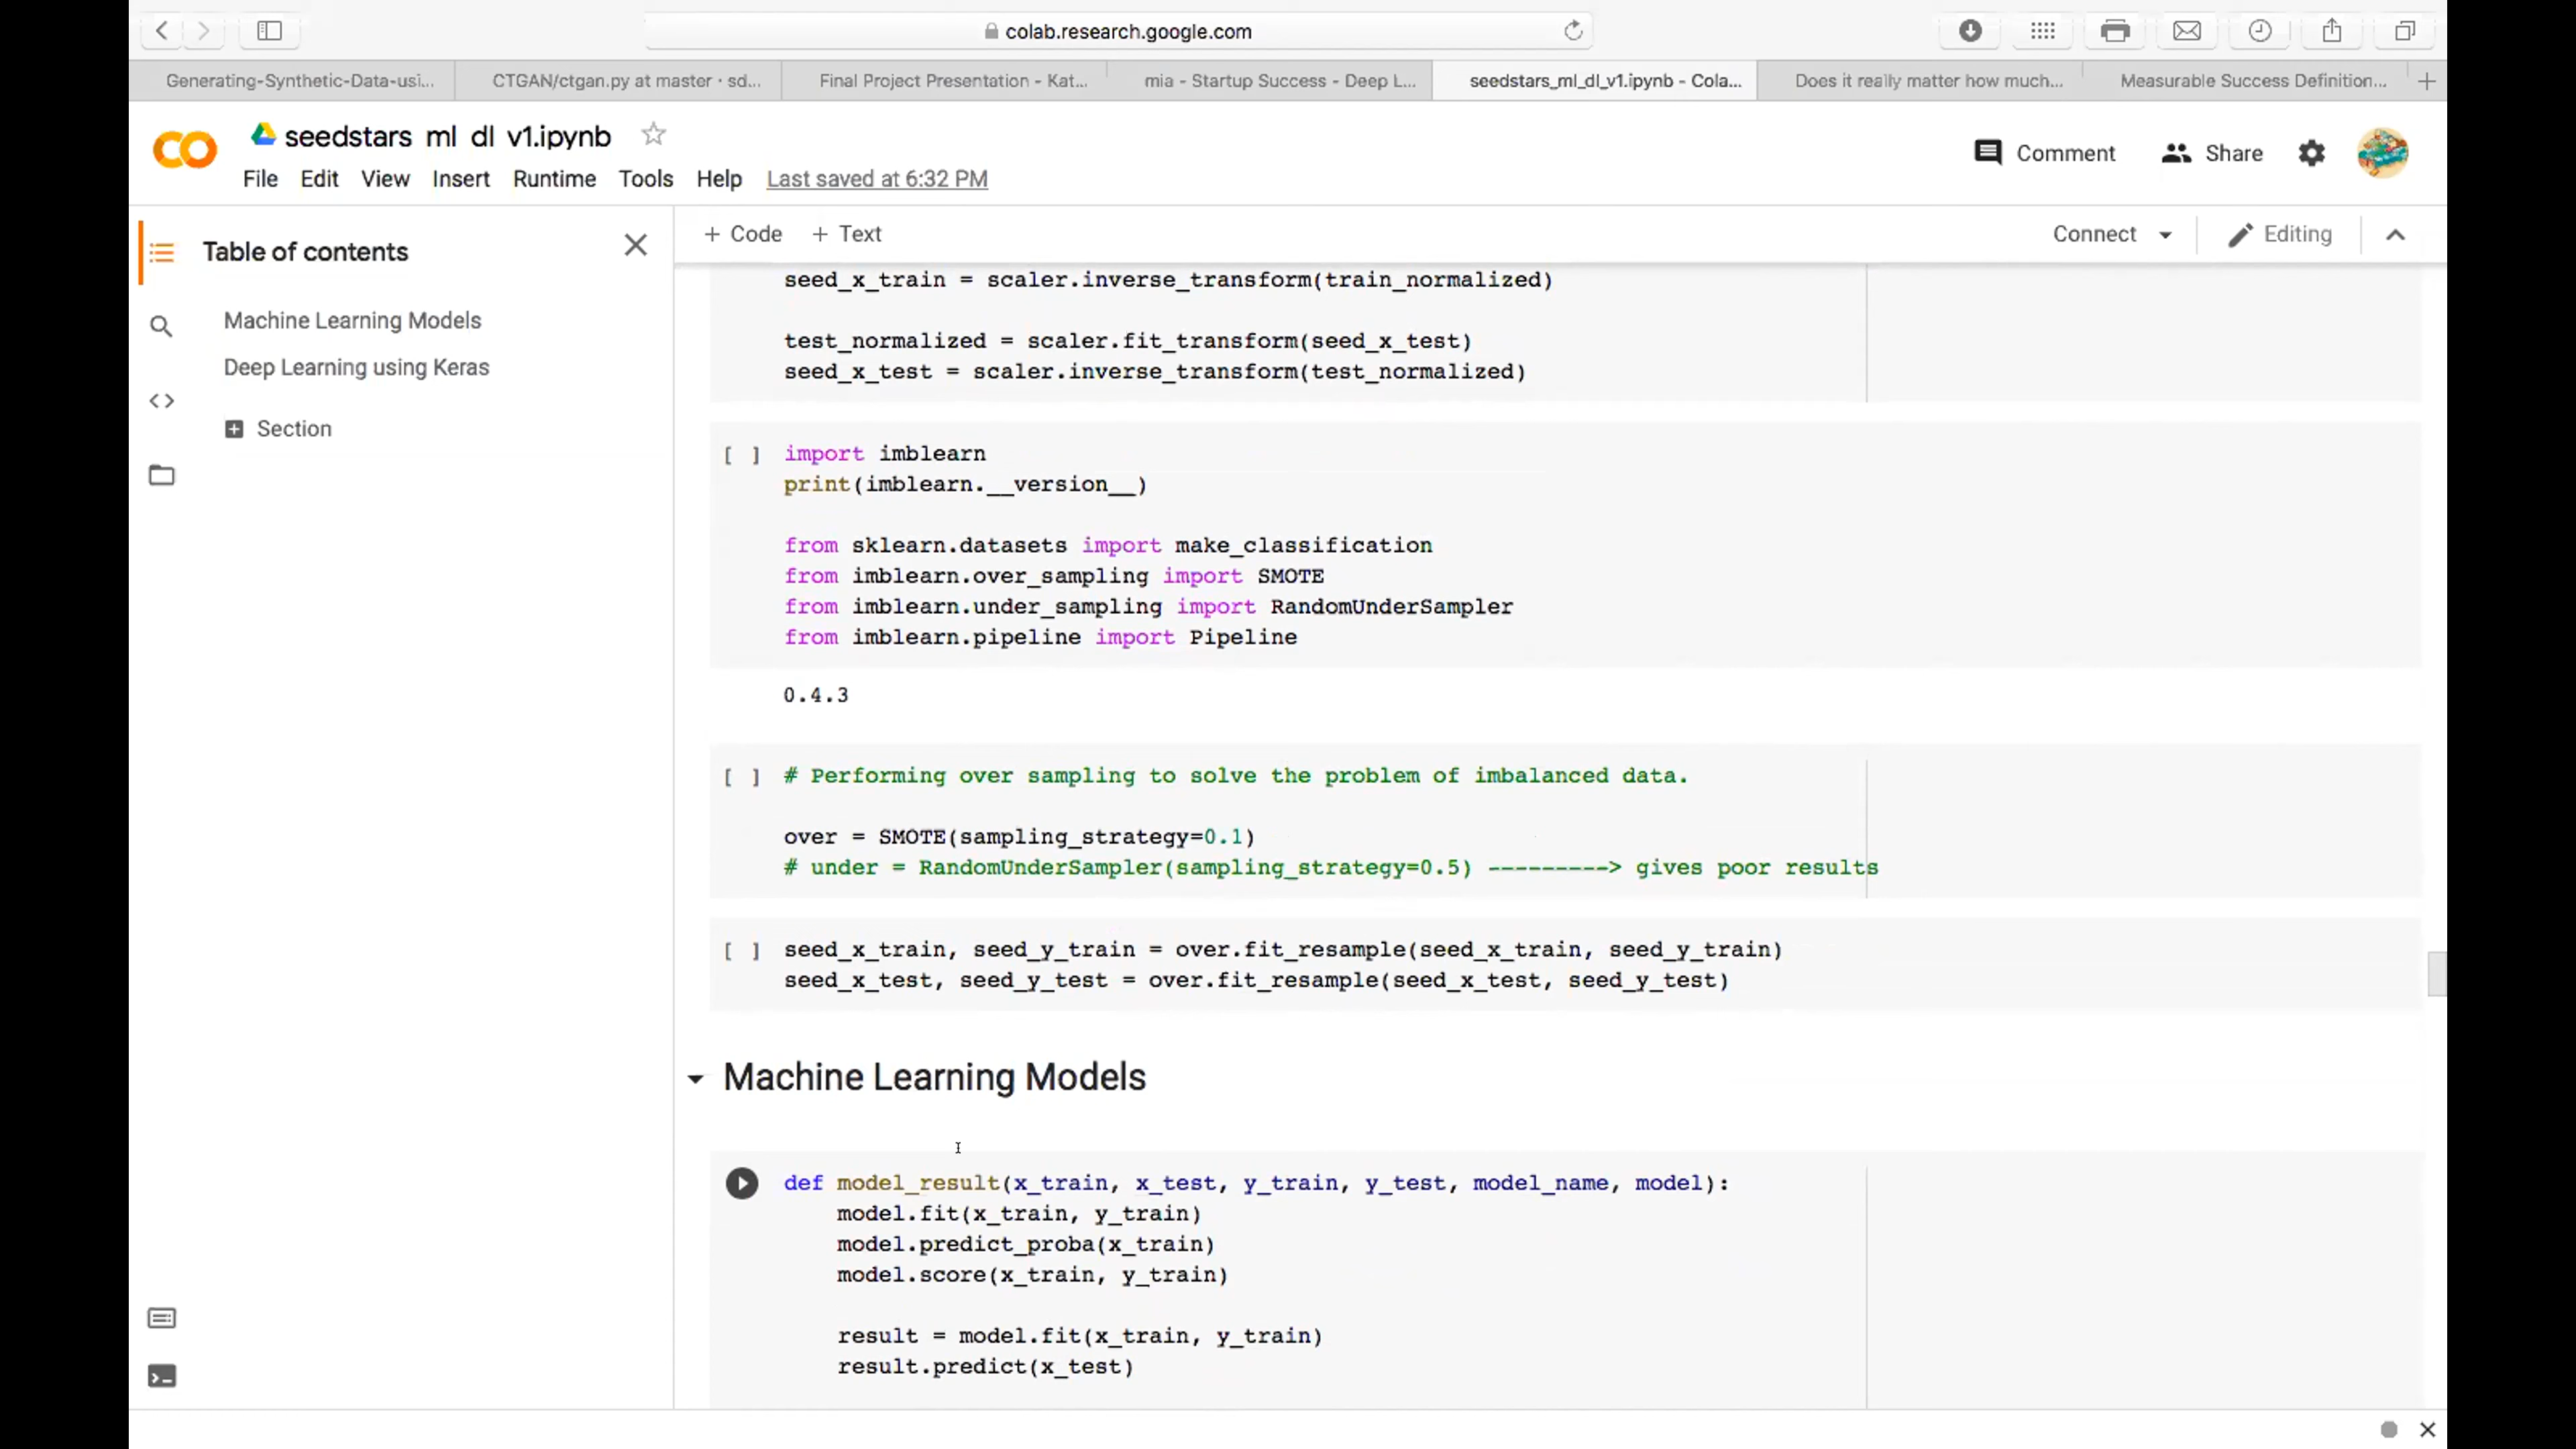 colab.research.google.com
Generating-Synthetic-Data-usi...
CTGAN/ctgan.py at master · sd...
Final Project Presentation - Kat...
mia - Startup Success - Deep L...
seedstars_ml_dl_v1.ipynb - Cola...
Does it really matter how much...
Measurable Success Definition...
CO
seedstars ml dl v1.ipynb
Comment
Share
File Edit View Insert Runtime Tools Help Last saved at 6:32 PM
Table of contents
+ Code + Text
Connect
Editing
Machine Learning Models
Deep Learning using Keras
Section
seed_x_train = scaler.inverse_transform(train_normalized)
test_normalized = scaler.fit_transform(seed_x_test)
seed_x_test = scaler.inverse_transform(test_normalized)
[ ] import imblearn
print(imblearn.__version__)
from sklearn.datasets import make_classification
from imblearn.over_sampling import SMOTE
from imblearn.under_sampling import RandomUnderSampler
from imblearn.pipeline import Pipeline
0.4.3
[ ] # Performing over sampling to solve the problem of imbalanced data.
over = SMOTE(sampling_strategy=0.1)
# under = RandomUnderSampler(sampling_strategy=0.5) ---------> gives poor results
[ ] seed_x_train, seed_y_train = over.fit_resample(seed_x_train, seed_y_train)
seed_x_test, seed_y_test = over.fit_resample(seed_x_test, seed_y_test)
Machine Learning Models
def model_result(x_train, x_test, y_train, y_test, model_name, model):
model.fit(x_train, y_train)
model.predict_proba(x_train)
model.score(x_train, y_train)
result = model.fit(x_train, y_train)
result.predict(x_test)